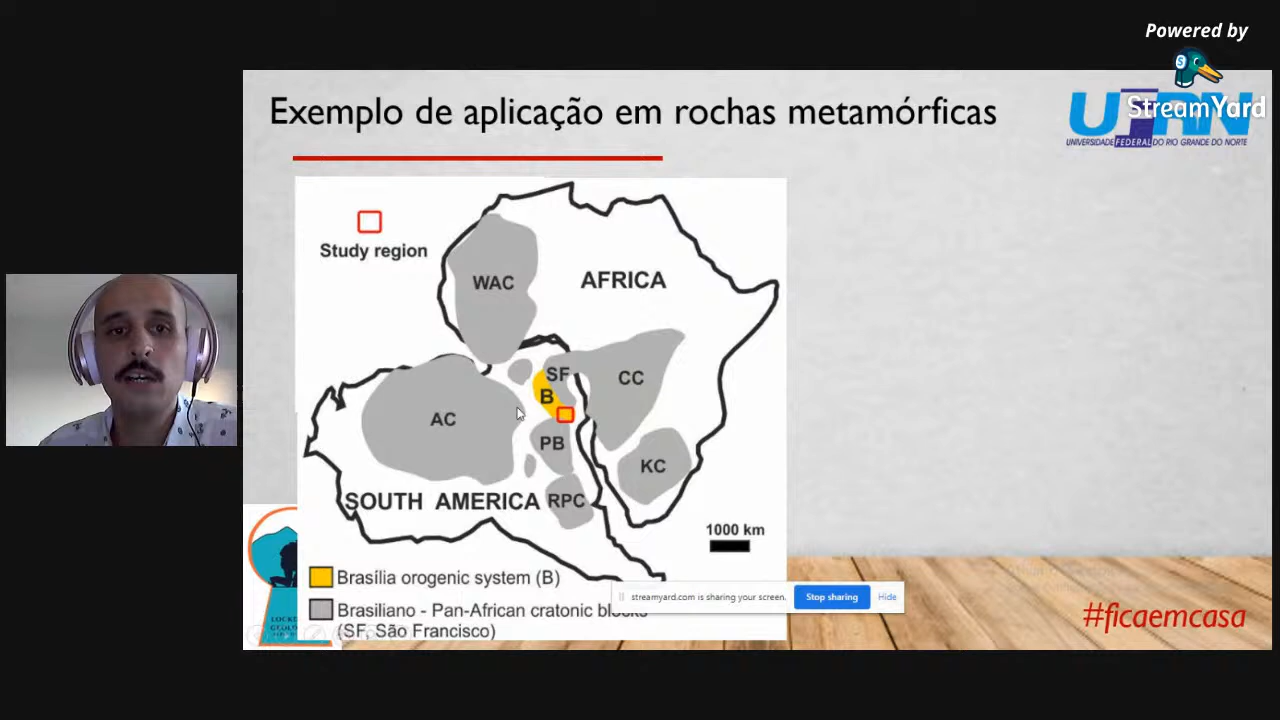 Powered by
StreamYard
Exemplo de aplicação em rochas metamórficas
UFRN
UNIVERSIDADE FEDERAL DO RIO GRANDE DO NORTE
Study region
WAC
AFRICA
SF
CC
B
AC
PB
KC
SOUTH AMERICA
RPC
1000 km
Brasília orogenic system (B)
streamyard.com is sharing your screen.
Stop sharing
Hide
Brasiliano - Pan-African cratonic blocks
(SF, São Francisco)
#ficaemcasa